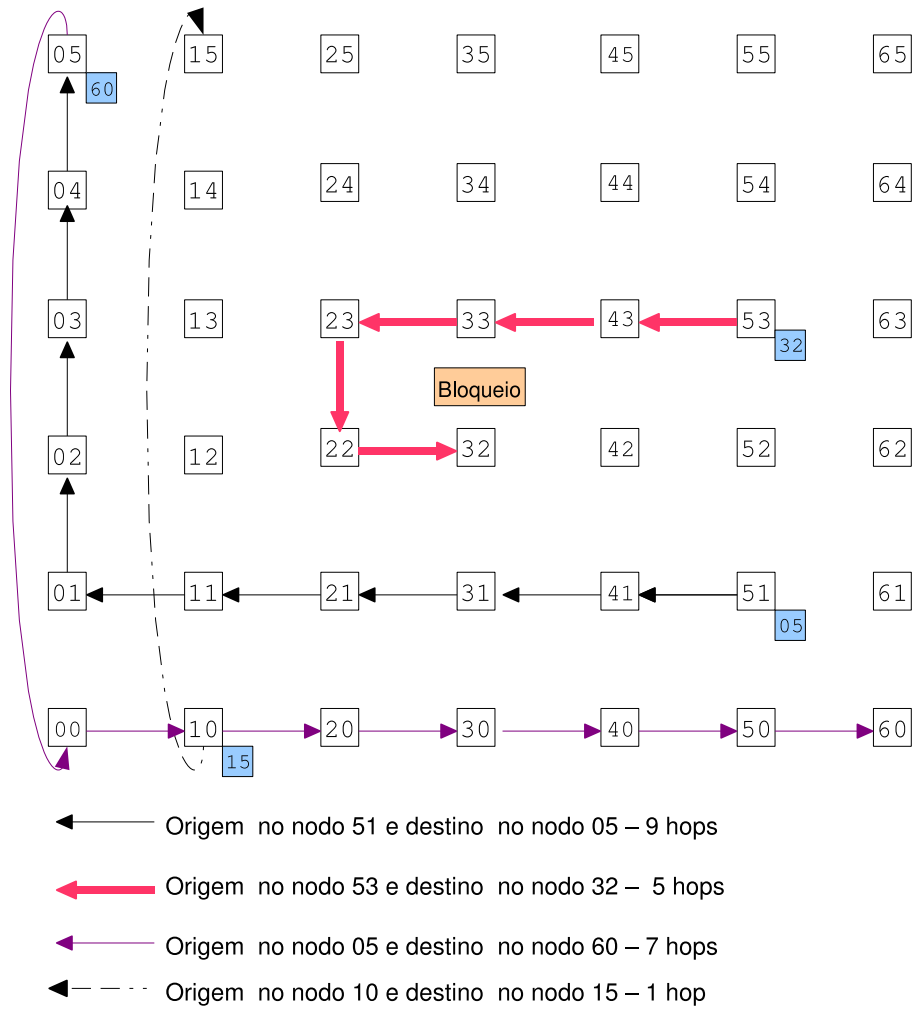 05 15 25 35 45 55 65
60
04 14 24 34 44 54 64
03 13 23 33 43 53 63
32
Bloqueio
02 12 22 32 42 52 62
01 11 21 31 41 51 61
05
00 10 20 30 40 50 60
15
Origem no nodo 51 e destino no nodo 05 – 9 hops
Origem no nodo 53 e destino no nodo 32 – 5 hops
Origem no nodo 05 e destino no nodo 60 – 7 hops
Origem no nodo 10 e destino no nodo 15 – 1 hop